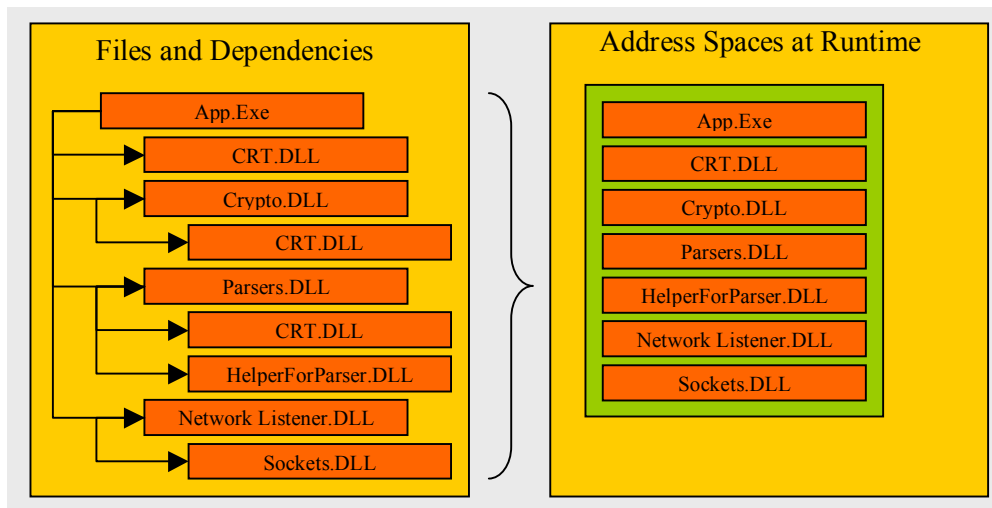 Files and Dependencies
App.Exe
CRT.DLL
Crypto.DLL
CRT.DLL
Parsers.DLL
CRT.DLL
HelperForParser.DLL
Network Listener.DLL
Sockets.DLL
Address Spaces at Runtime
App.Exe
CRT.DLL
Crypto.DLL
Parsers.DLL
HelperForParser.DLL
Network Listener.DLL
Sockets.DLL